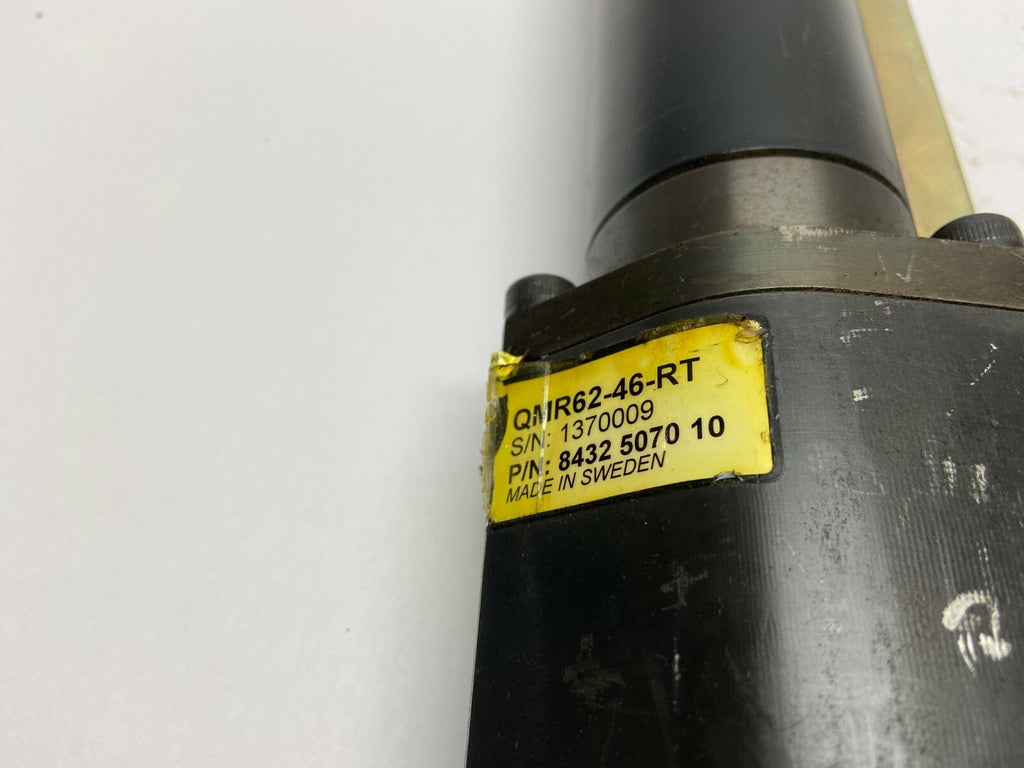 QMR62-46-RT
S/N: 1370009
P/N: 8432 5070 10
MADE IN SWEDEN